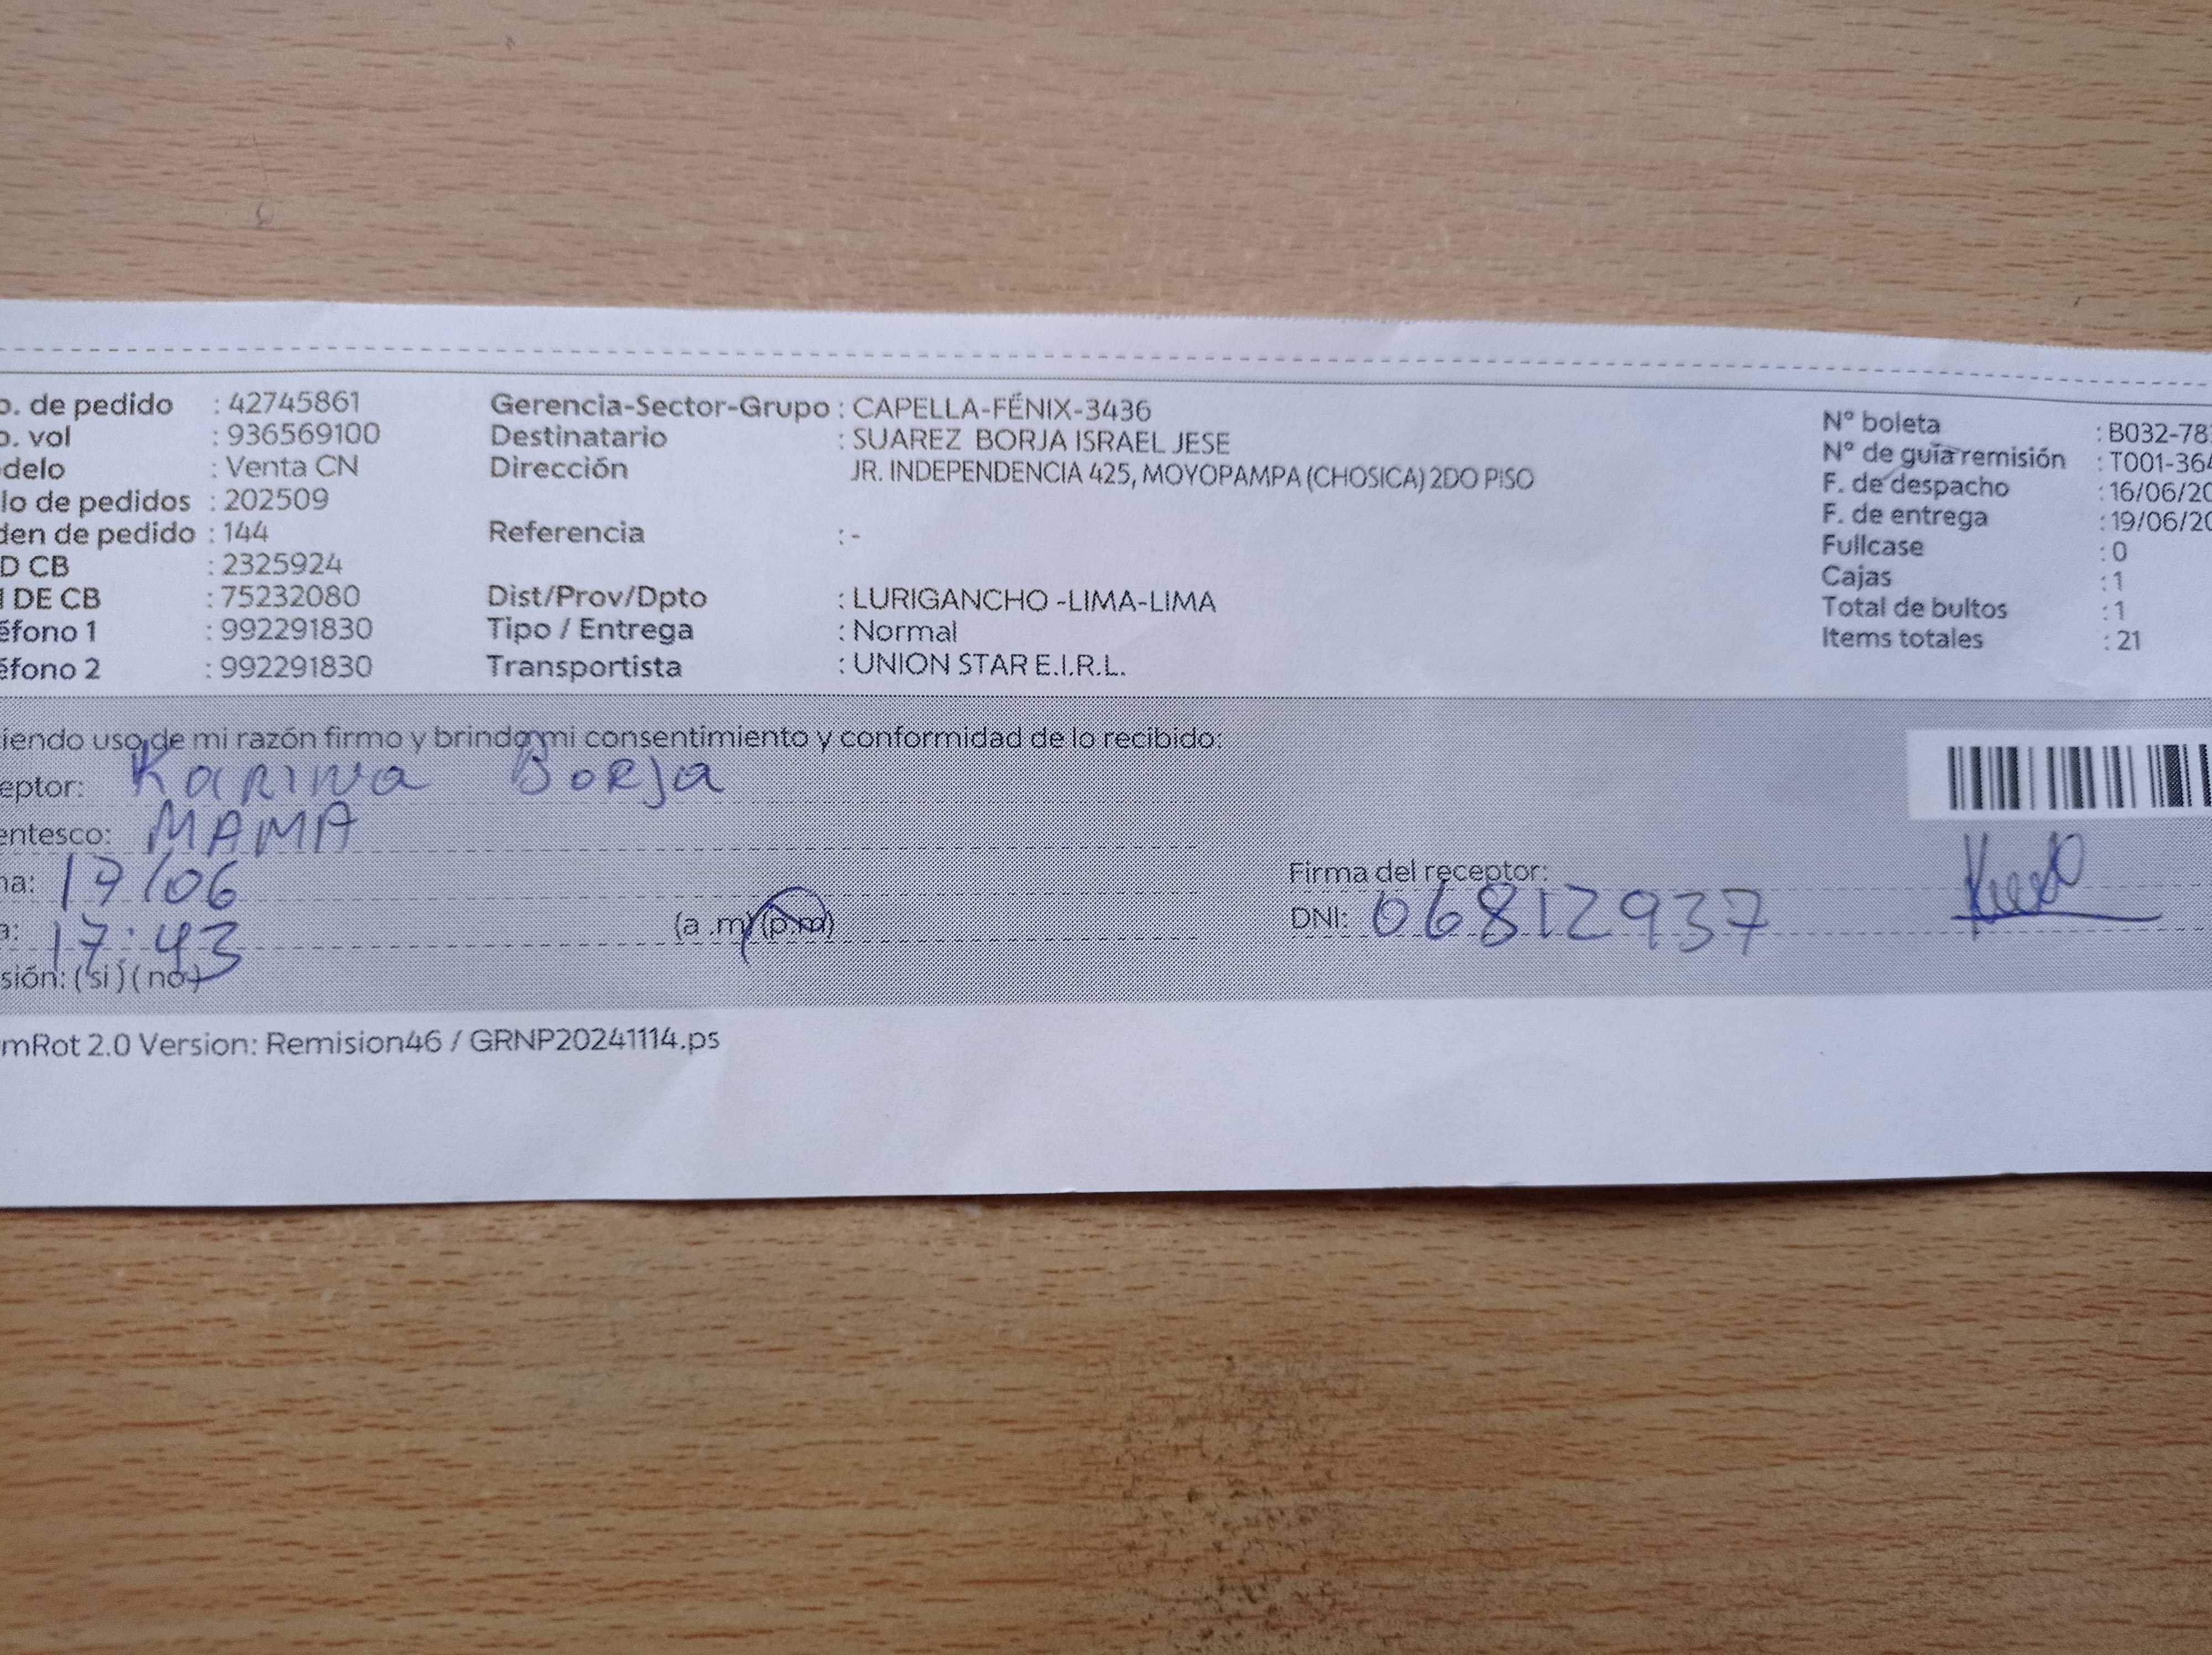 o. de pedido : 42745861
o. vol : 936569100
delo : Venta CN
lo de pedidos : 202509
den de pedido : 144
D CB : 2325924
I DE CB : 75232080
éfono 1 : 992291830
éfono 2 : 992291830
Gerencia-Sector-Grupo : CAPELLA-FÉNIX-3436
Destinatario : SUAREZ BORJA ISRAEL JESE
Dirección JR. INDEPENDENCIA 425, MOYOPAMPA (CHOSICA) 2DO PISO
Referencia : -
Dist/Prov/Dpto : LURIGANCHO -LIMA-LIMA
Tipo / Entrega : Normal
Transportista : UNION STAR E.I.R.L.
N° boleta : B032-78
N° de guía remisión : T001-364
F. de despacho : 16/06/20
F. de entrega : 19/06/20
Fullcase : 0
Cajas : 1
Total de bultos : 1
Items totales : 21
iendo uso de mi razón firmo y brindo mi consentimiento y conformidad de lo recibido:
eptor: Karina Borja
entesco: MAMA
na: 17/06
a: 17:43 (a .m) (p.m)
sión: (si) (no)
Firma del receptor:
DNI: 06812937
mRot 2.0 Version: Remision46 / GRNP20241114.ps